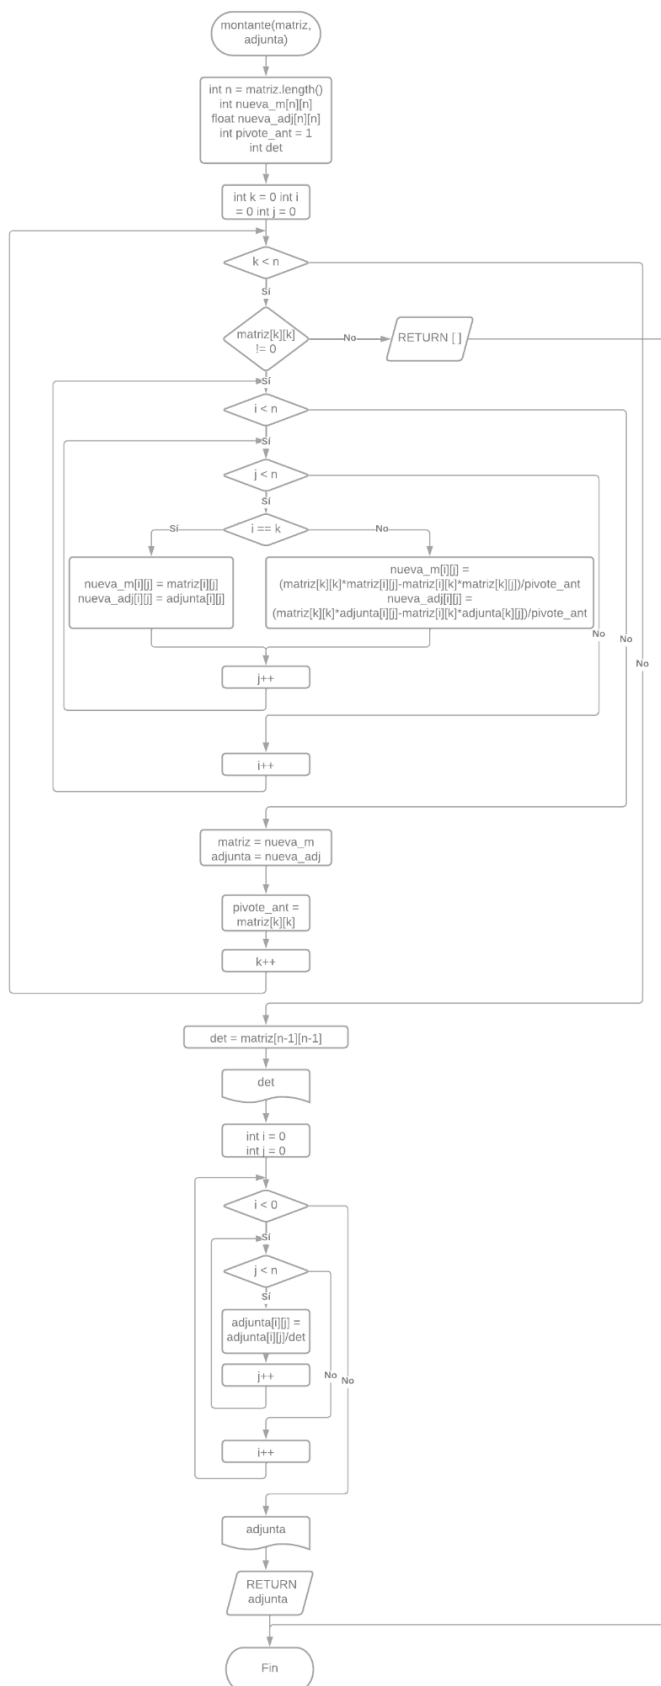 montante(matriz,
adjunta)
int n = matriz.length()
int nueva_m[n][n]
float nueva_adj[n][n]
int pivote_ant = 1
int det
int k = 0 int i
= 0 int j = 0
k < n
Sí
matriz[k][k]
!= 0
No
RETURN [ ]
Sí
i < n
Sí
j < n
Sí
i == k
Sí
No
nueva_m[i][j] = matriz[i][j]
nueva_adj[i][j] = adjunta[i][j]
nueva_m[i][j] =
(matriz[k][k]*matriz[i][j]-matriz[i][k]*matriz[k][j])/pivote_ant
nueva_adj[i][j] =
(matriz[k][k]*adjunta[i][j]-matriz[i][k]*adjunta[k][j])/pivote_ant
No
No
No
j++
i++
matriz = nueva_m
adjunta = nueva_adj
pivote_ant =
matriz[k][k]
k++
det = matriz[n-1][n-1]
det
int i = 0
int j = 0
i < 0
Sí
j < n
Sí
adjunta[i][j] =
adjunta[i][j]/det
j++
No
No
i++
adjunta
RETURN
adjunta
Fin